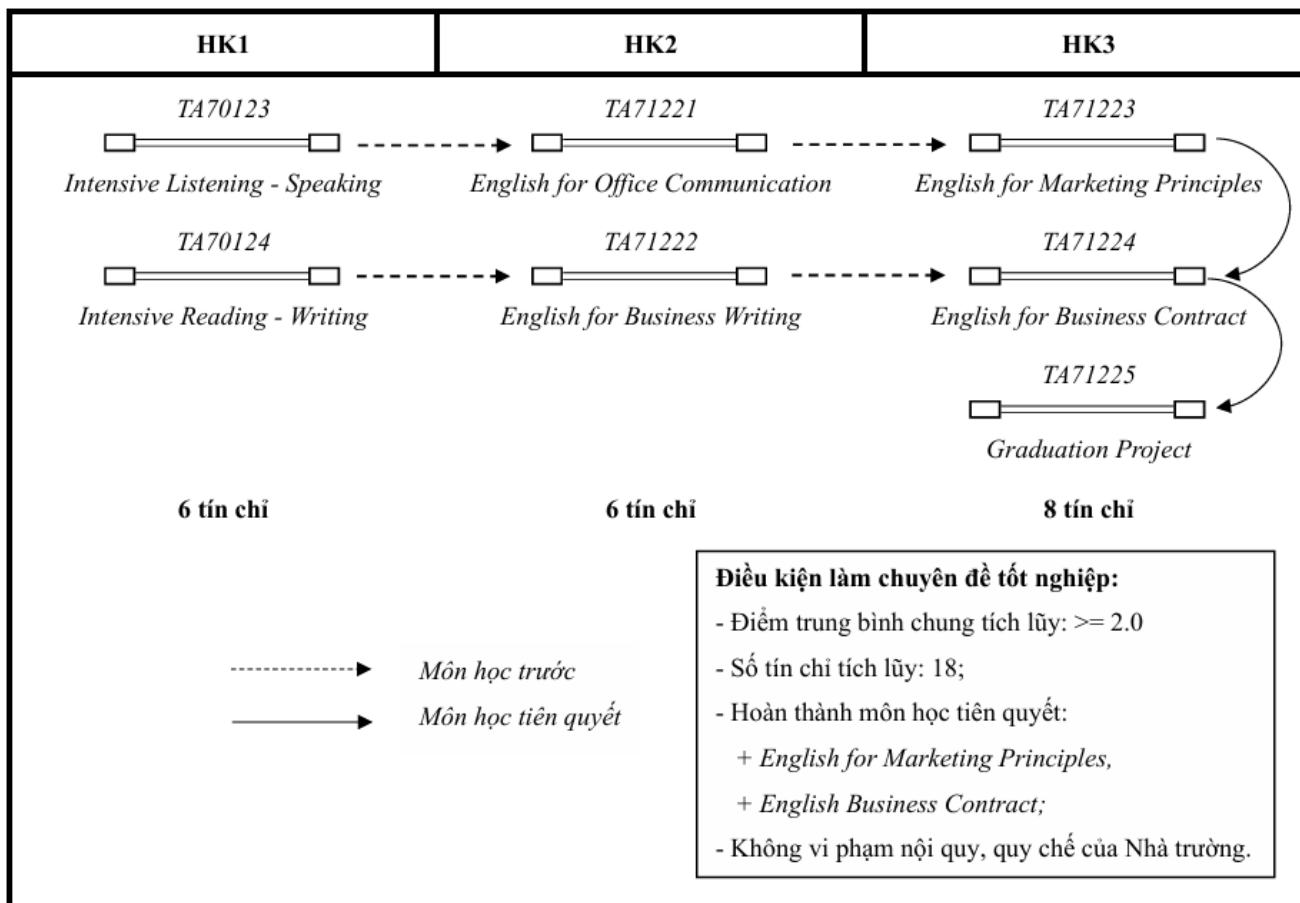 HK1 HK2 HK3
TA70123 TA71221 TA71223
Intensive Listening - Speaking English for Office Communication English for Marketing Principles
TA70124 TA71222 TA71224
Intensive Reading - Writing English for Business Writing English for Business Contract
TA71225
Graduation Project
6 tín chỉ 6 tín chỉ 8 tín chỉ
Môn học trước
Môn học tiên quyết
Điều kiện làm chuyên đề tốt nghiệp:
- Điểm trung bình chung tích lũy: >= 2.0
- Số tín chỉ tích lũy: 18;
- Hoàn thành môn học tiên quyết:
+ English for Marketing Principles,
+ English Business Contract;
- Không vi phạm nội quy, quy chế của Nhà trường.